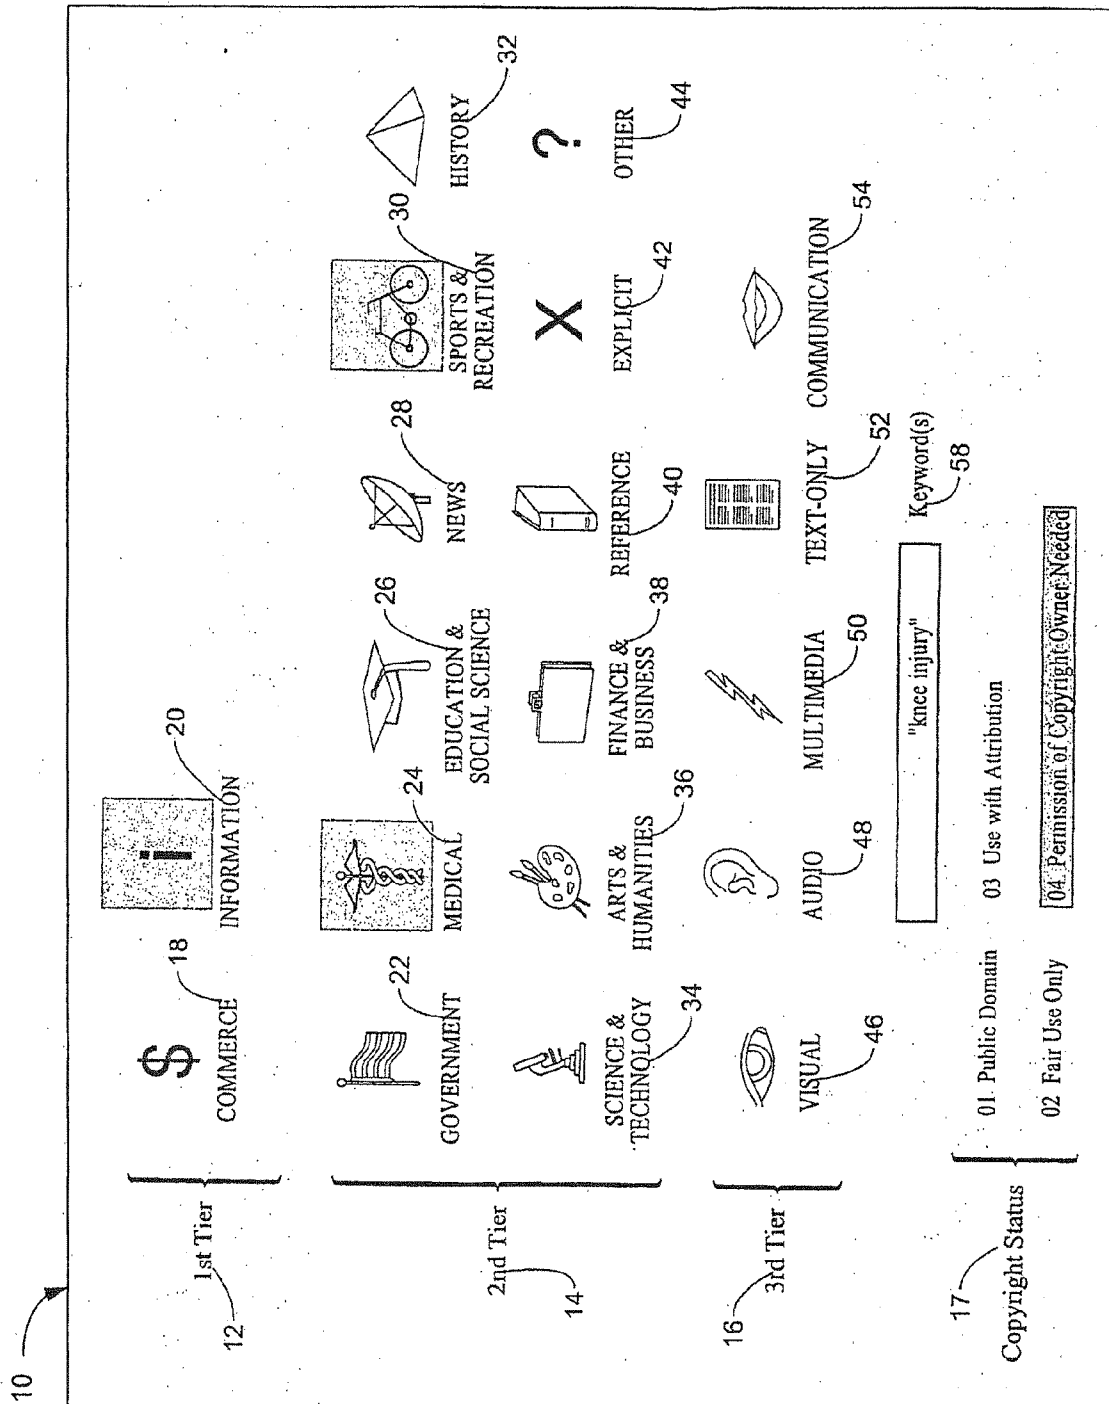 10
1st Tier
12
$
COMMERCE
18
i
INFORMATION
20
2nd Tier
14
GOVERNMENT
22
MEDICAL
24
EDUCATION &
SOCIAL SCIENCE
26
NEWS
28
SPORTS &
RECREATION
30
HISTORY
32
SCIENCE &
TECHNOLOGY
34
ARTS &
HUMANITIES
36
FINANCE &
BUSINESS
38
REFERENCE
40
X
EXPLICIT
42
?
OTHER
44
3rd Tier
16
VISUAL
46
AUDIO
48
MULTIMEDIA
50
TEXT-ONLY
52
COMMUNICATION
54
"knee injury"
Keyword(s)
58
17
Copyright Status
01. Public Domain
03 Use with Attribution
02 Fair Use Only
04. Permission of Copyright Owner Needed